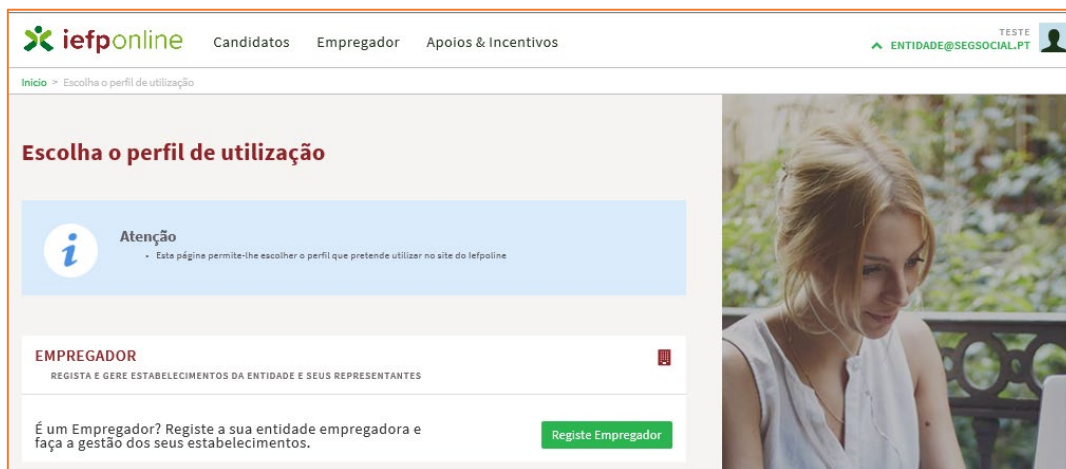 iefponline Candidatos Empregador Apoios & Incentivos
TESTE
ENTIDADE@SEGSOCIAL.PT
Início > Escolha o perfil de utilização
Escolha o perfil de utilização
Atenção
• Esta página permite-lhe escolher o perfil que pretende utilizar no site do Iefpoline
EMPREGADOR
REGISTA E GERE ESTABELECIMENTOS DA ENTIDADE E SEUS REPRESENTANTES
É um Empregador? Registe a sua entidade empregadora e
faça a gestão dos seus estabelecimentos.
Registe Empregador